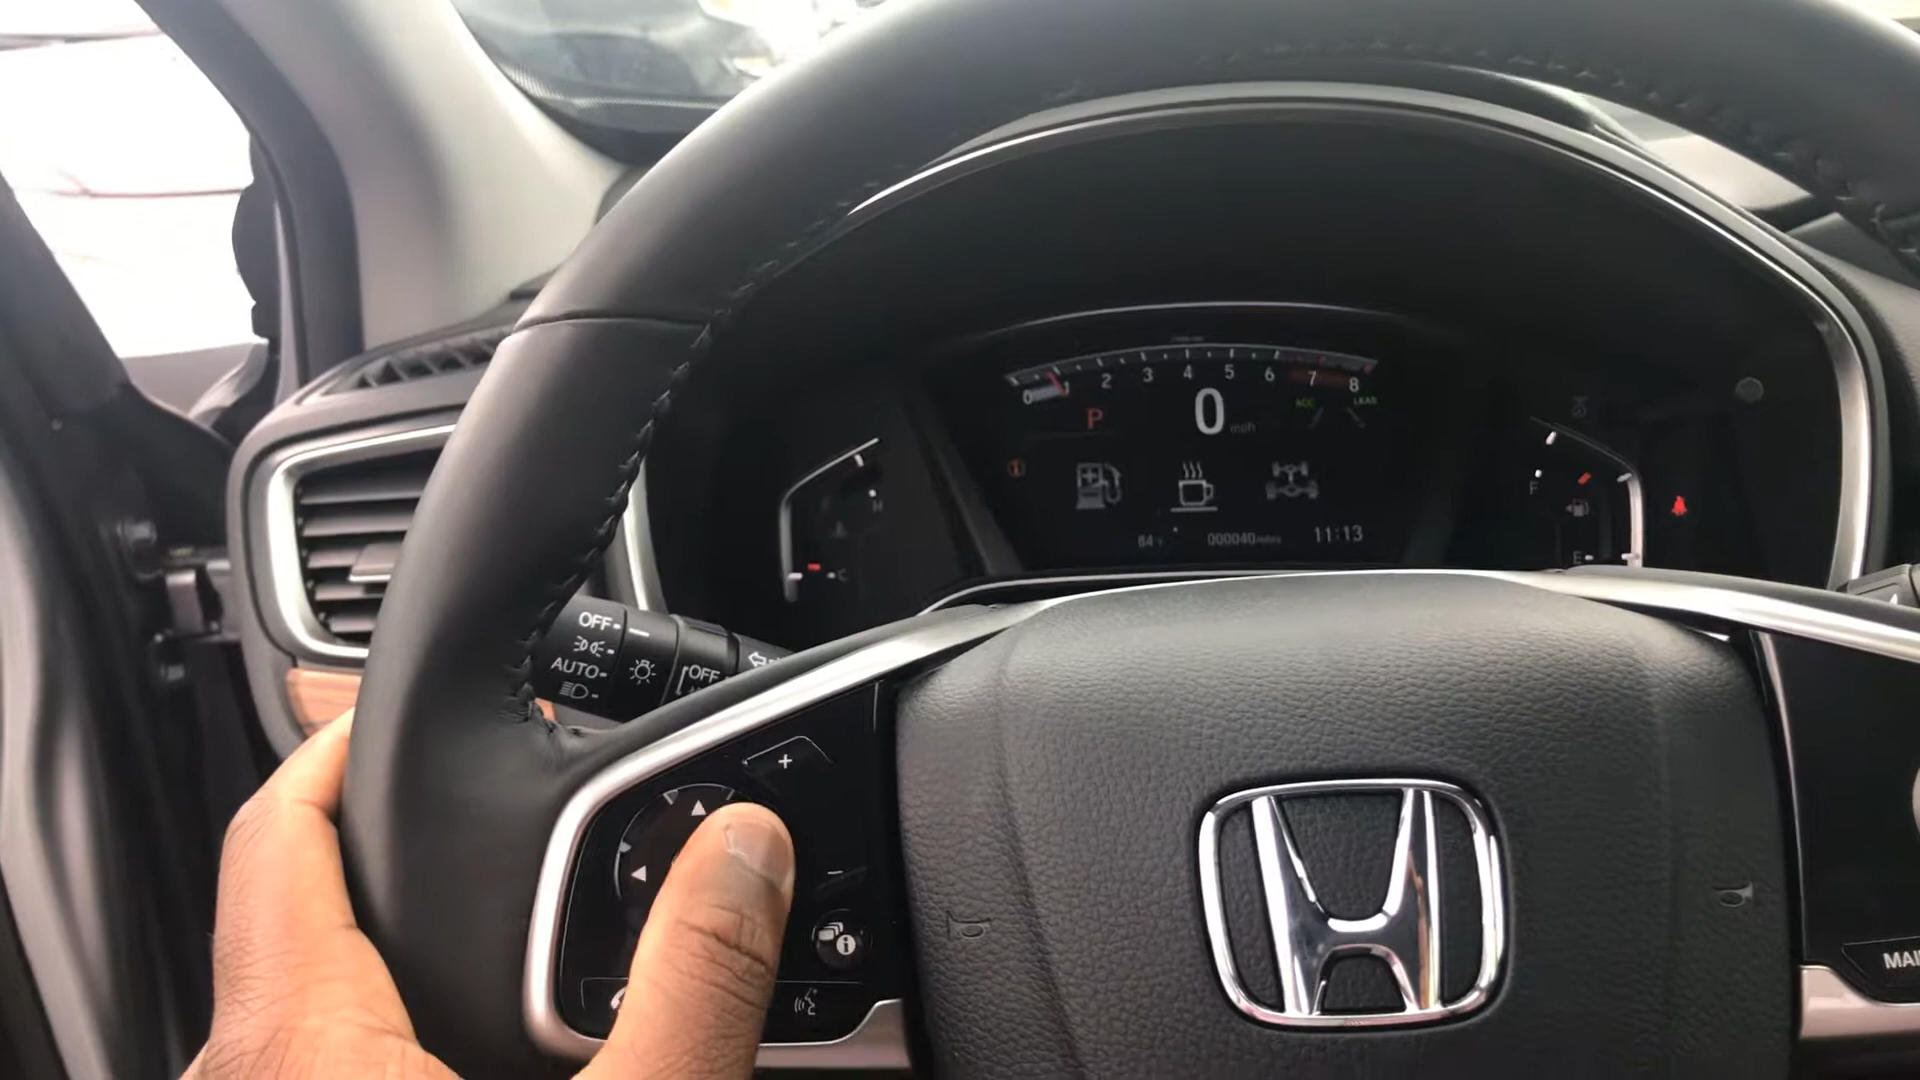 0 1 2 3 4 5 6 7 8
P
0 mph
ACC
LKAS
H
C
F
E
84°F
000040 miles
11:13
OFF
AUTO
OFF
+
-
i
MAI